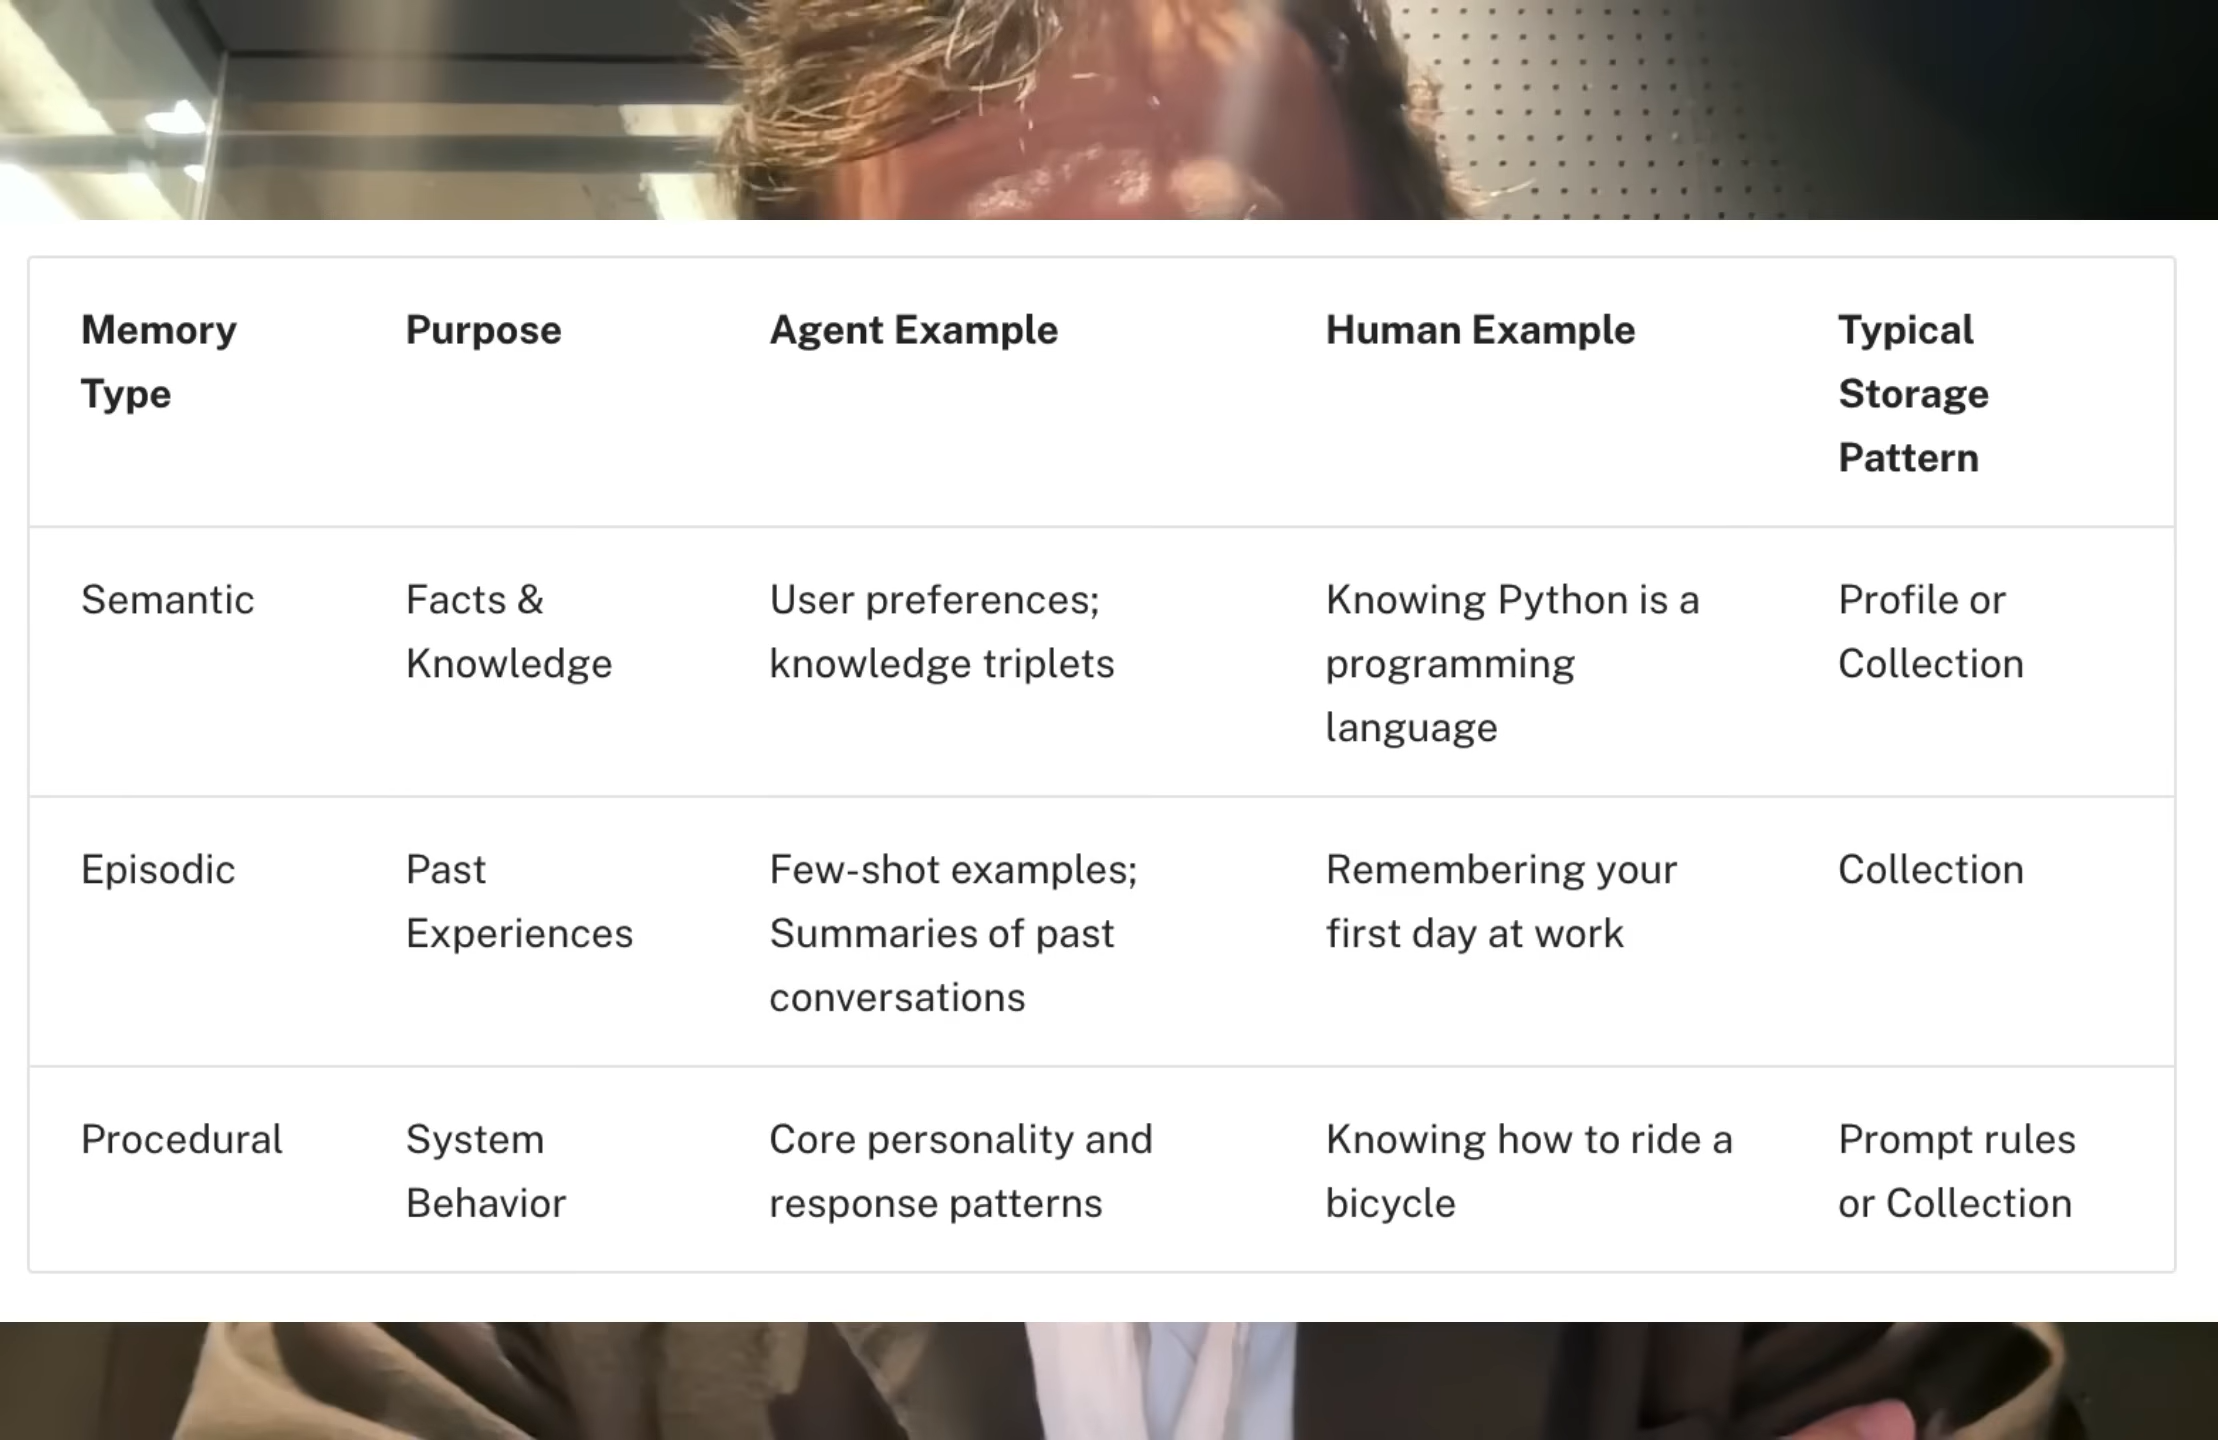 Memory Type
Purpose
Agent Example
Human Example
Typical Storage Pattern
Semantic
Facts & Knowledge
User preferences; knowledge triplets
Knowing Python is a programming language
Profile or Collection
Episodic
Past Experiences
Few-shot examples; Summaries of past conversations
Remembering your first day at work
Collection
Procedural
System Behavior
Core personality and response patterns
Knowing how to ride a bicycle
Prompt rules or Collection